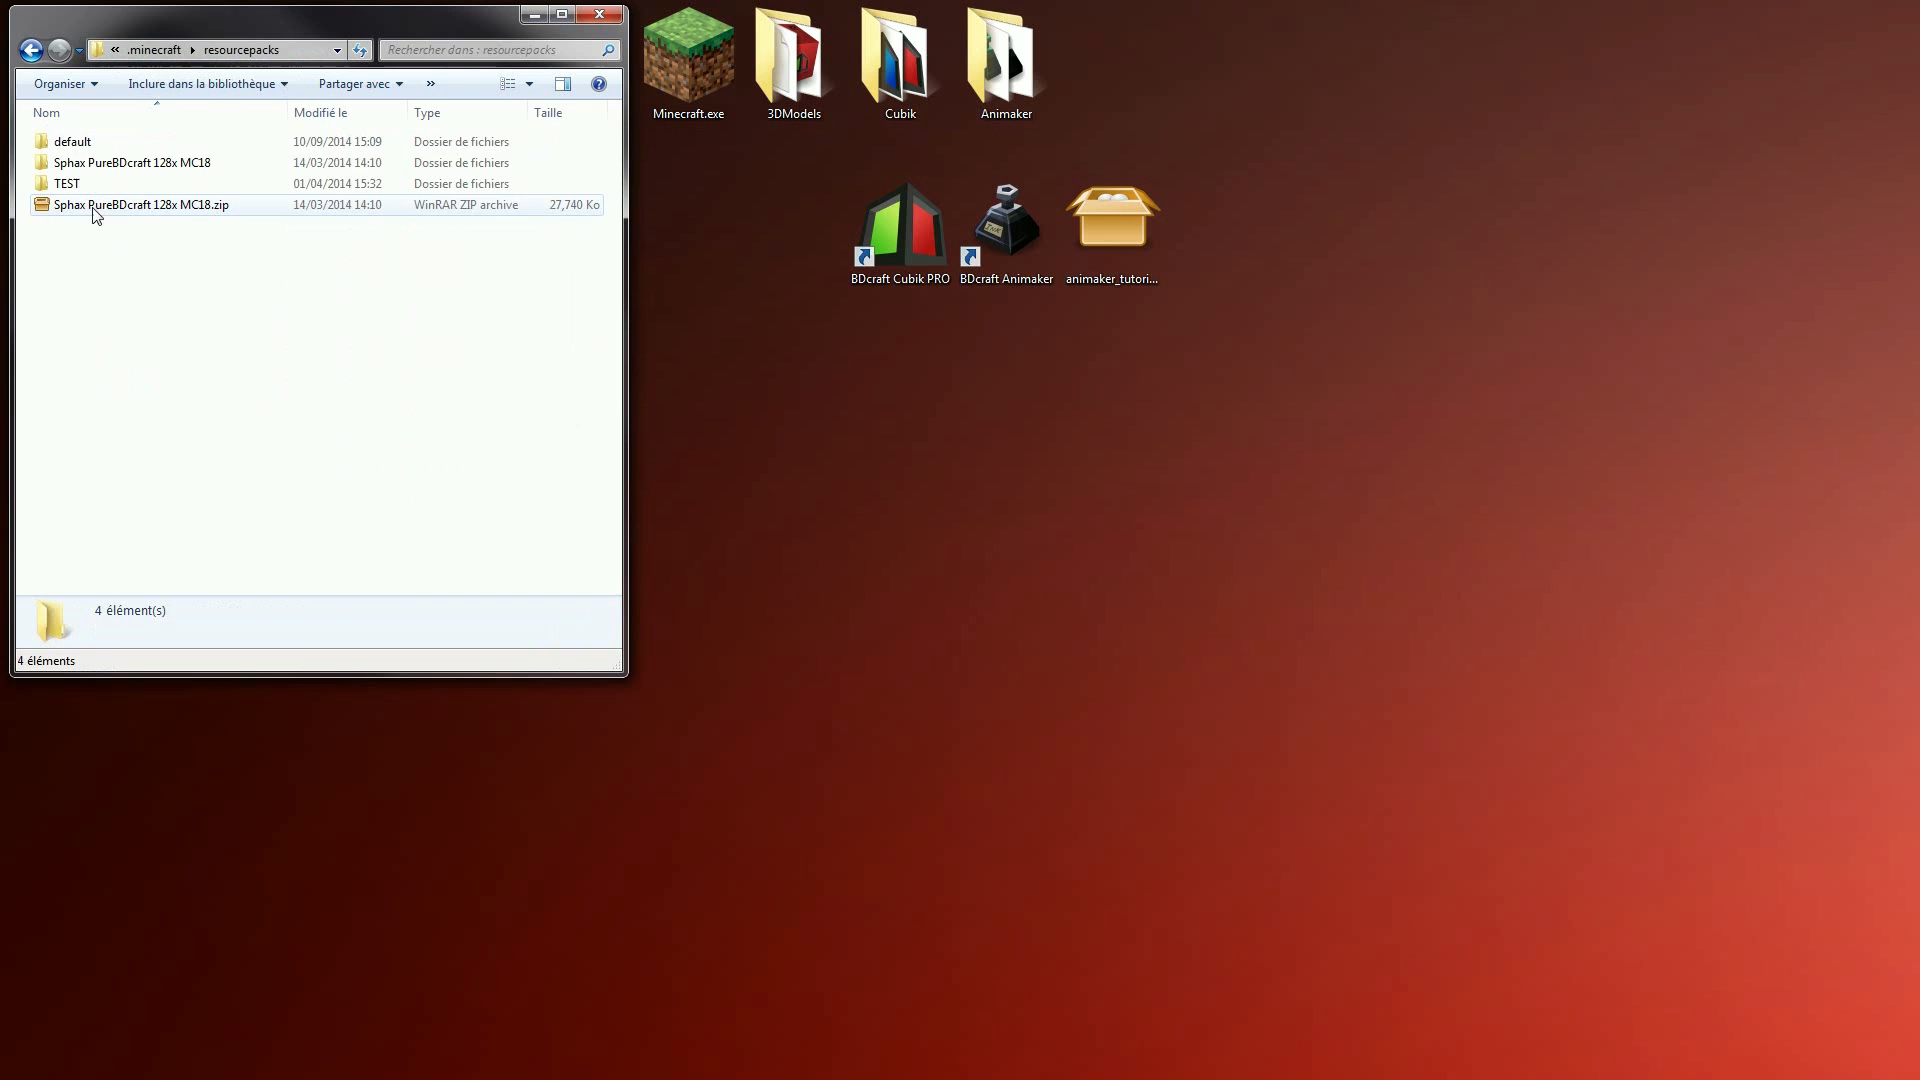 .minecraft resourcepacks Rechercher dans : resourcepacks
Organiser Inclure dans la bibliothèque Partager avec »
Nom Modifié le Type Taille
default 10/09/2014 15:09 Dossier de fichiers
Sphax PureBDcraft 128x MC18 14/03/2014 14:10 Dossier de fichiers
TEST 01/04/2014 15:32 Dossier de fichiers
Sphax PureBDcraft 128x MC18.zip 14/03/2014 14:10 WinRAR ZIP archive 27,740 Ko
4 élément(s)
4 éléments
Minecraft.exe 3DModels Cubik Animaker
INK
BDcraft Cubik PRO BDcraft Animaker animaker_tutori...